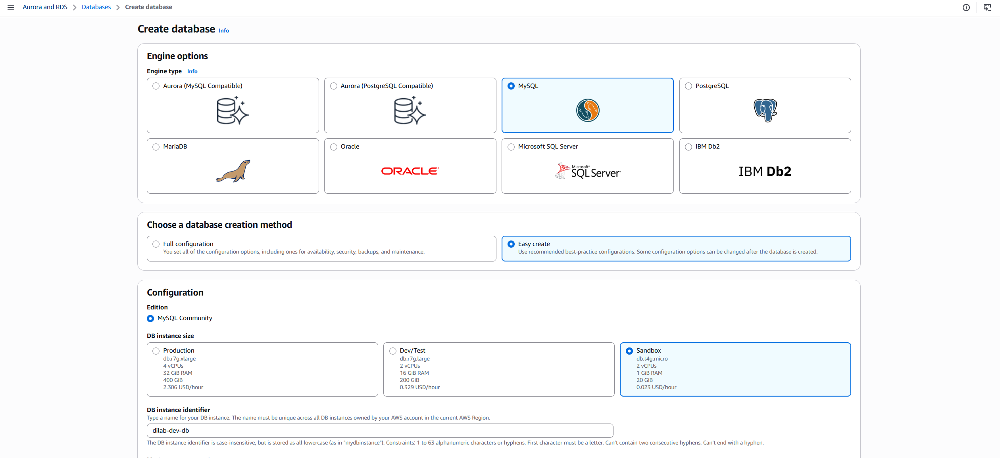 Aurora and RDS > Databases > Create database
Create database Info
Engine options
Engine type Info
Aurora (MySQL Compatible)
Aurora (PostgreSQL Compatible)
MySQL
PostgreSQL
MariaDB
Oracle
ORACLE
Microsoft SQL Server
Microsoft
SQL Server
IBM Db2
IBM Db2
Choose a database creation method
Full configuration
You set all of the configuration options, including ones for availability, security, backups, and maintenance.
Easy create
Use recommended best-practice configurations. Some configuration options can be changed after the database is created.
Configuration
Edition
MySQL Community
DB instance size
Production
db.r7g.xlarge
4 vCPUs
32 GiB RAM
400 GiB
2.306 USD/hour
Dev/Test
db.r7g.large
2 vCPUs
16 GiB RAM
200 GiB
0.329 USD/hour
Sandbox
db.t4g.micro
2 vCPUs
1 GiB RAM
20 GiB
0.023 USD/hour
DB instance identifier
Type a name for your DB instance. The name must be unique across all DB instances owned by your AWS account in the current AWS Region.
dilab-dev-db
The DB instance identifier is case-insensitive, but is stored as all lowercase (as in "mydbinstance"). Constraints: 1 to 63 alphanumeric characters or hyphens. First character must be a letter. Can't contain two consecutive hyphens. Can't end with a hyphen.